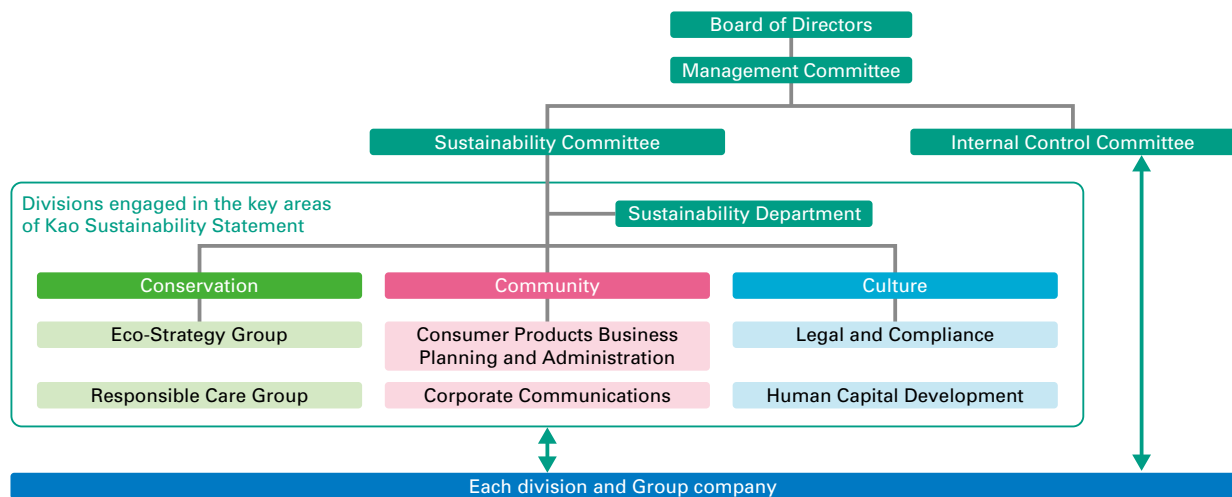 Board of Directors
Management Committee
Sustainability Committee
Internal Control Committee
Divisions engaged in the key areas
of Kao Sustainability Statement
Sustainability Department
Conservation
Community
Culture
Eco-Strategy Group
Consumer Products Business
Planning and Administration
Legal and Compliance
Responsible Care Group
Corporate Communications
Human Capital Development
Each division and Group company